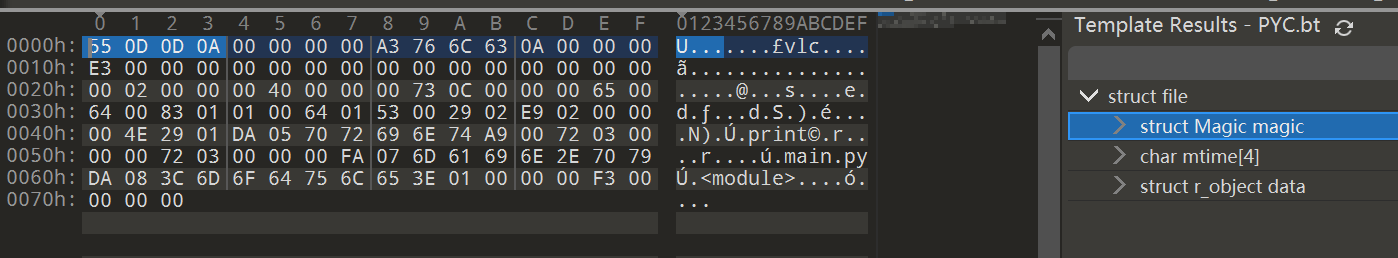 0 1 2 3 4 5 6 7 8 9 A B C D E F 0123456789ABCDEF
0000h: 55 0D 0D 0A 00 00 00 00 A3 76 6C 63 0A 00 00 00 U.......£vlc....
0010h: E3 00 00 00 00 00 00 00 00 00 00 00 00 00 00 00 ã...............
0020h: 00 02 00 00 00 40 00 00 00 73 0C 00 00 00 65 00 .....@...s....e.
0030h: 64 00 83 01 01 00 64 01 53 00 29 02 E9 02 00 00 d.ƒ...d.S.).é...
0040h: 00 4E 29 01 DA 05 70 72 69 6E 74 A9 00 72 03 00 .N).Ú.print©.r..
0050h: 00 00 72 03 00 00 00 FA 07 6D 61 69 6E 2E 70 79 ..r....ú.main.py
0060h: DA 08 3C 6D 6F 64 75 6C 65 3E 01 00 00 00 F3 00 Ú.<module>....ó.
0070h: 00 00 00 ...
Template Results - PYC.bt
struct file
struct Magic magic
char mtime[4]
struct r_object data